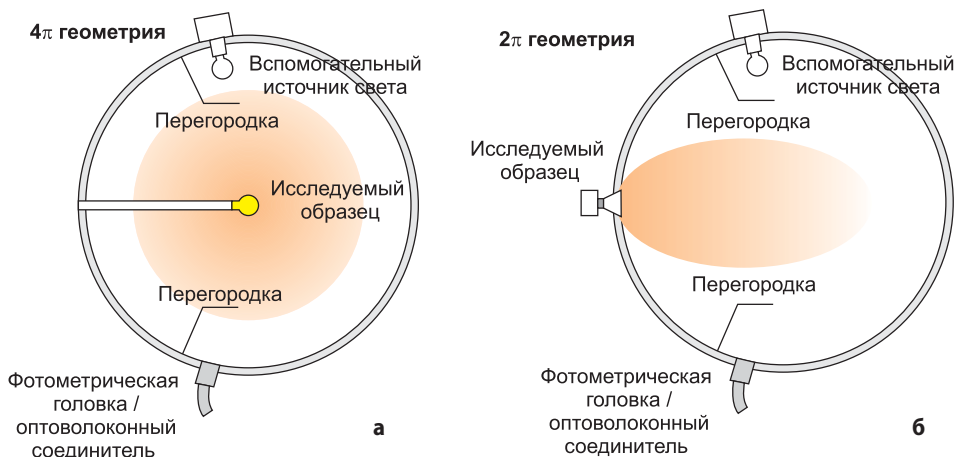 4π геометрия
Вспомогательный
источник света
Перегородка
Исследуемый
образец
Перегородка
Фотометрическая
головка /
оптоволоконный
соединитель
а
2π геометрия
Вспомогательный
источник света
Перегородка
Исследуемый
образец
Перегородка
Фотометрическая
головка /
оптоволоконный
соединитель
б